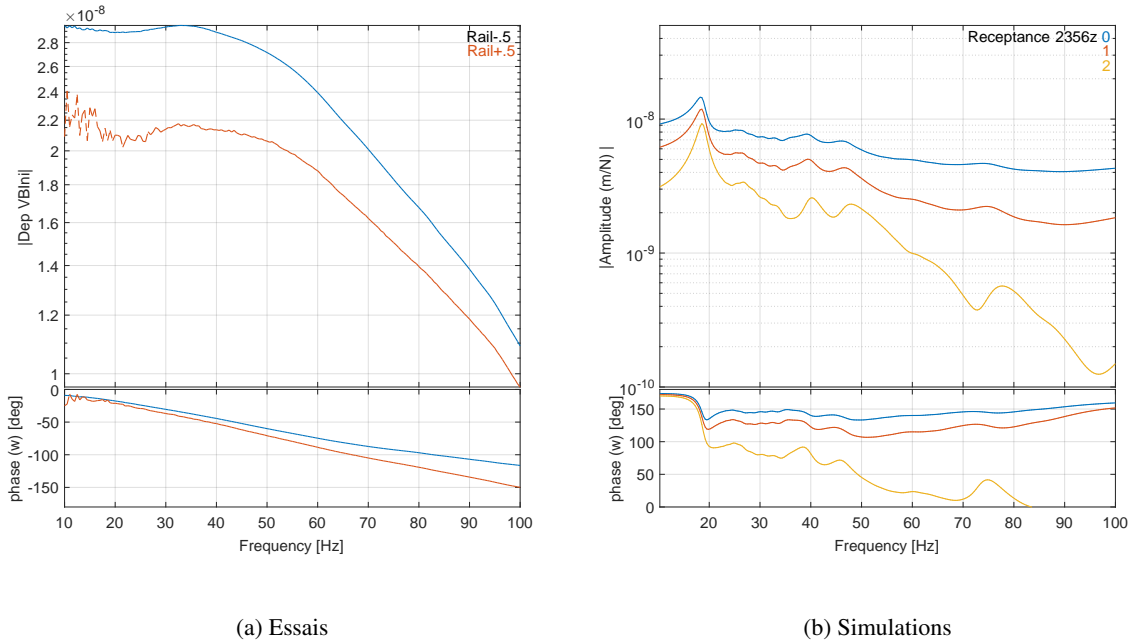 ×10⁻⁸
Rail-.5
Rail+.5
2.8
2.6
2.4
2.2
2
1.8
1.6
1.4
1.2
1
|Dep VBIni|
0
-50
-100
-150
phase (w) [deg]
10 20 30 40 50 60 70 80 90 100
Frequency [Hz]
(a) Essais
Receptance 2356z 0
1
2
10⁻⁸
10⁻⁹
10⁻¹⁰
|Amplitude (m/N) |
150
100
50
0
phase (w) [deg]
20 30 40 50 60 70 80 90 100
Frequency [Hz]
(b) Simulations